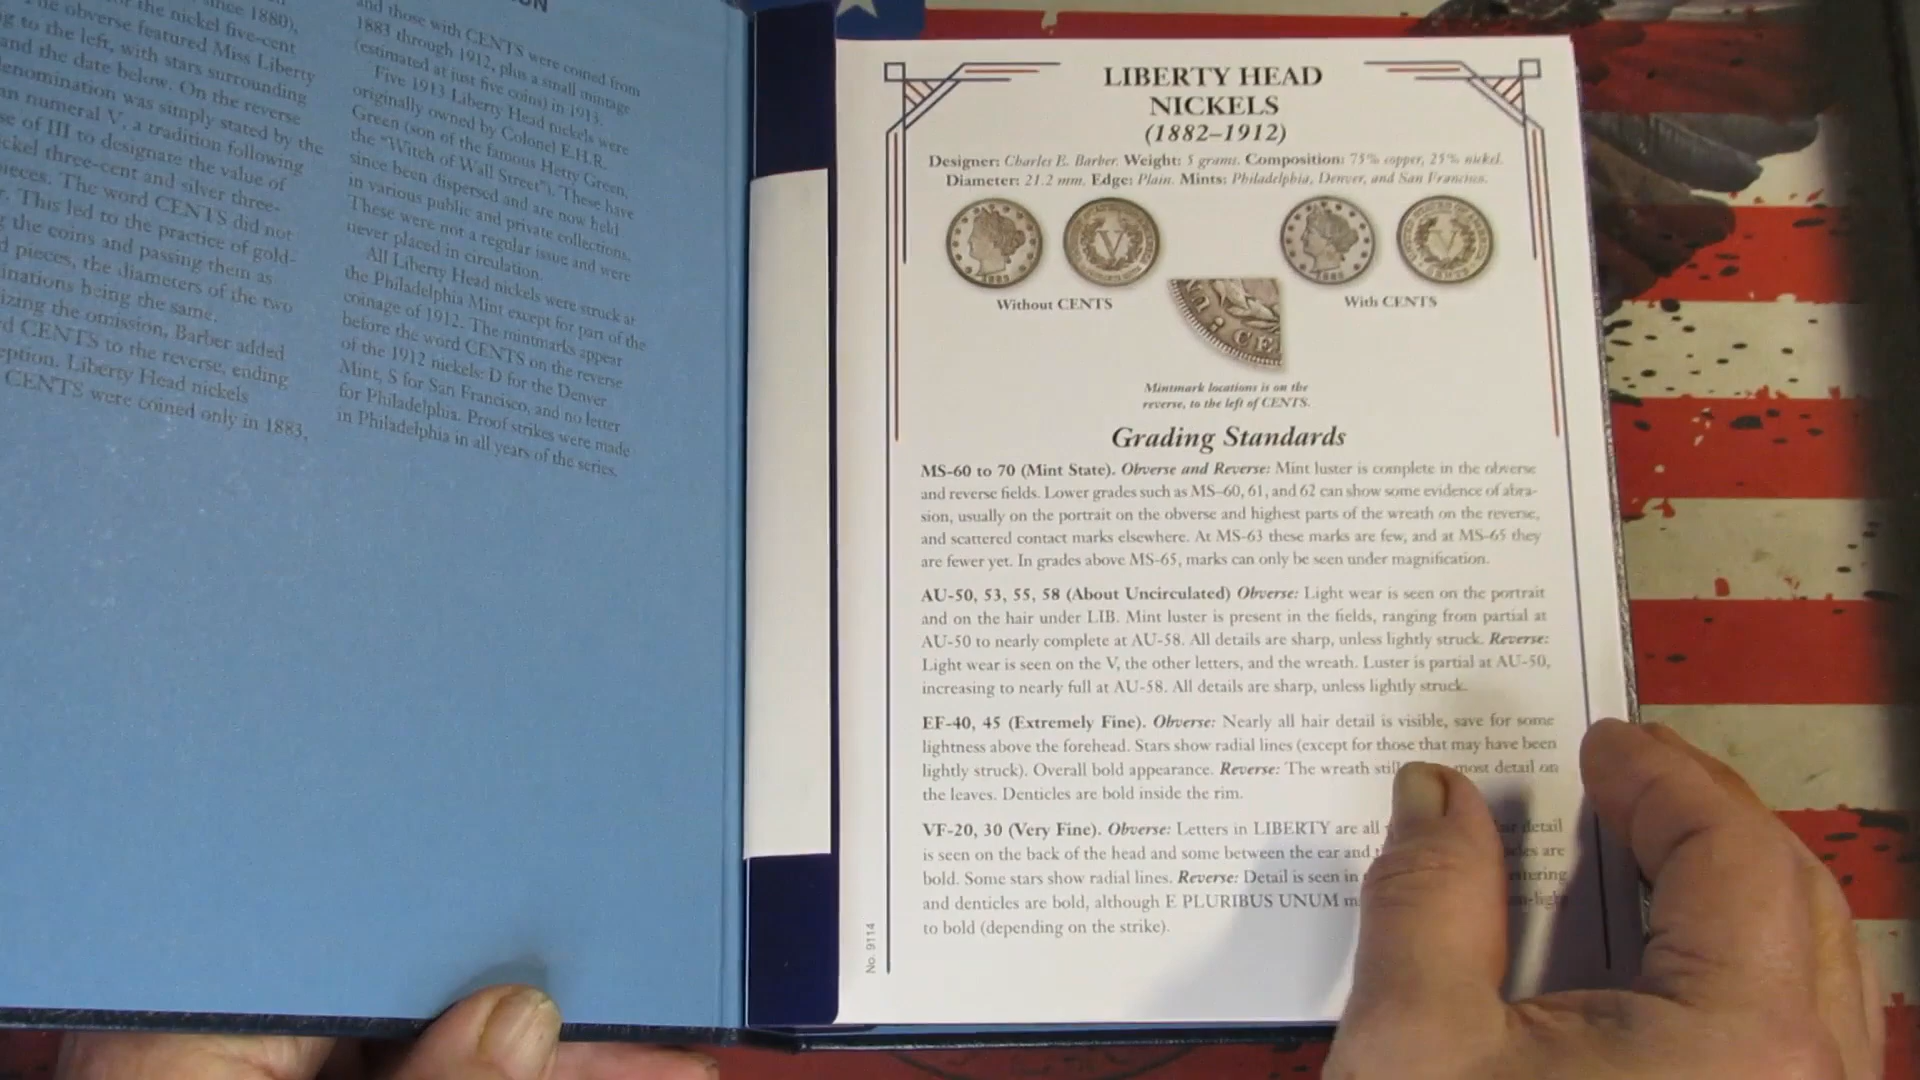 ON
since 1880),
the nickel five-cent
the obverse featured Miss Liberty
to the left, with stars surrounding
and the date below. On the reverse
denomination was simply stated by the
numeral V, a tradition following
of III to designate the value of
nickel three-cent and silver three-
pieces. The word CENTS did not
This led to the practice of gold-
the coins and passing them as
pieces, the diameters of the two
being the same.
the omission, Barber added
CENTS to the reverse, ending
Liberty Head nickels
CENTS were coined only in 1883,
and those with CENTS were coined from
1883 through 1912, plus a small mintage
(estimated at just five coins) in 1913.
Five 1913 Liberty Head nickels were
originally owned by Colonel E.H.R.
Green (son of the famous Hetty Green,
the "Witch of Wall Street"). These have
since been dispersed and are now held
in various public and private collections.
These were not a regular issue and were
never placed in circulation.
All Liberty Head nickels were struck at
the Philadelphia Mint except for part of the
coinage of 1912. The mintmarks appear
before the word CENTS on the reverse
of the 1912 nickels: D for the Denver
Mint, S for San Francisco, and no letter
for Philadelphia. Proof strikes were made
in Philadelphia in all years of the series.
LIBERTY HEAD
NICKELS
(1882–1912)
Designer: Charles E. Barber. Weight: 5 grams. Composition: 75% copper, 25% nickel.
Diameter: 21.2 mm. Edge: Plain. Mints: Philadelphia, Denver, and San Francisco.
Without CENTS
With CENTS
Mintmark locations is on the
reverse, to the left of CENTS.
Grading Standards
MS-60 to 70 (Mint State). Obverse and Reverse: Mint luster is complete in the obverse
and reverse fields. Lower grades such as MS–60, 61, and 62 can show some evidence of abra-
sion, usually on the portrait on the obverse and highest parts of the wreath on the reverse,
and scattered contact marks elsewhere. At MS-63 these marks are few, and at MS-65 they
are fewer yet. In grades above MS-65, marks can only be seen under magnification.
AU-50, 53, 55, 58 (About Uncirculated) Obverse: Light wear is seen on the portrait
and on the hair under LIB. Mint luster is present in the fields, ranging from partial at
AU-50 to nearly complete at AU-58. All details are sharp, unless lightly struck. Reverse:
Light wear is seen on the V, the other letters, and the wreath. Luster is partial at AU-50,
increasing to nearly full at AU-58. All details are sharp, unless lightly struck.
EF-40, 45 (Extremely Fine). Obverse: Nearly all hair detail is visible, save for some
lightness above the forehead. Stars show radial lines (except for those that may have been
lightly struck). Overall bold appearance. Reverse: The wreath still most detail on
the leaves. Denticles are bold inside the rim.
VF-20, 30 (Very Fine). Obverse: Letters in LIBERTY are all detail
is seen on the back of the head and some between the ear and are
bold. Some stars show radial lines. Reverse: Detail is seen in
and denticles are bold, although E PLURIBUS UNUM
to bold (depending on the strike).
No. 9114